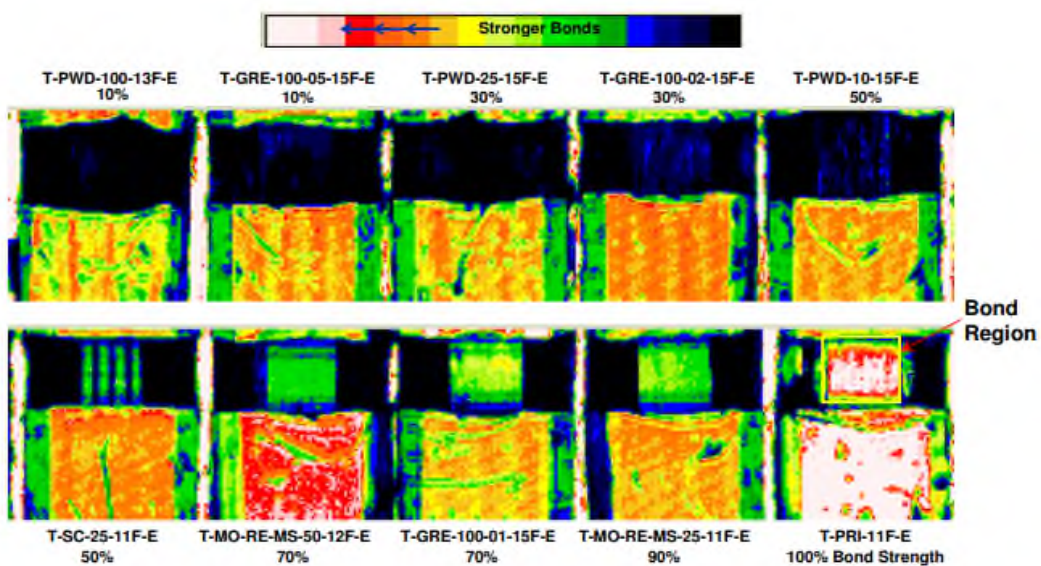 Stronger Bonds
T-PWD-100-13F-E T-GRE-100-05-15F-E T-PWD-25-15F-E T-GRE-100-02-15F-E T-PWD-10-15F-E
10% 10% 30% 30% 50%
Bond
Region
T-SC-25-11F-E T-MO-RE-MS-50-12F-E T-GRE-100-01-15F-E T-MO-RE-MS-25-11F-E T-PRI-11F-E
50% 70% 70% 90% 100% Bond Strength